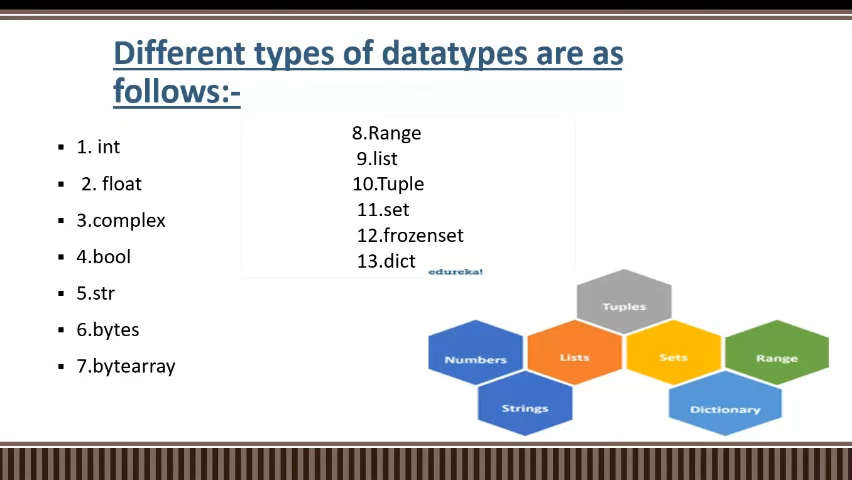 Different types of datatypes are as
follows:-
▪ 1. int
▪ 2. float
▪ 3.complex
▪ 4.bool
▪ 5.str
▪ 6.bytes
▪ 7.bytearray
8.Range
9.list
10.Tuple
11.set
12.frozenset
13.dict
edureka!
Tuples
Numbers
Lists
Sets
Range
Strings
Dictionary